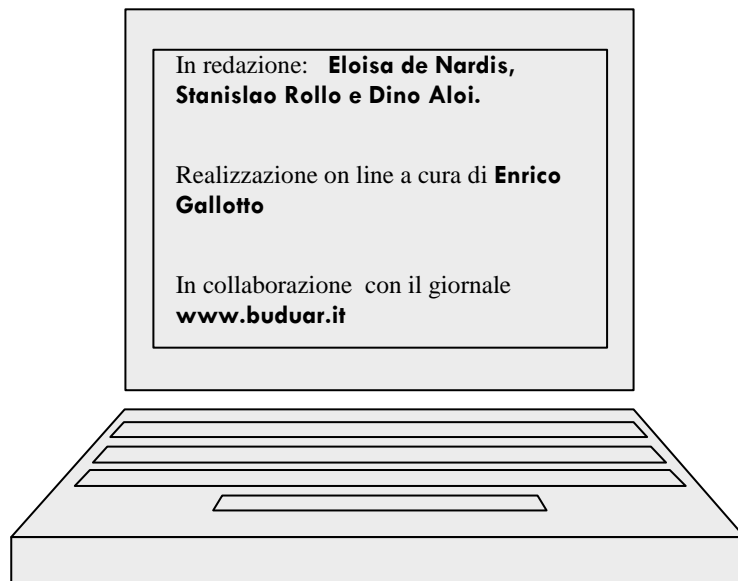 In redazione: Eloisa de Nardis,
Stanislao Rollo e Dino Aloi.
Realizzazione on line a cura di Enrico
Gallotto
In collaborazione con il giornale
www.buduar.it